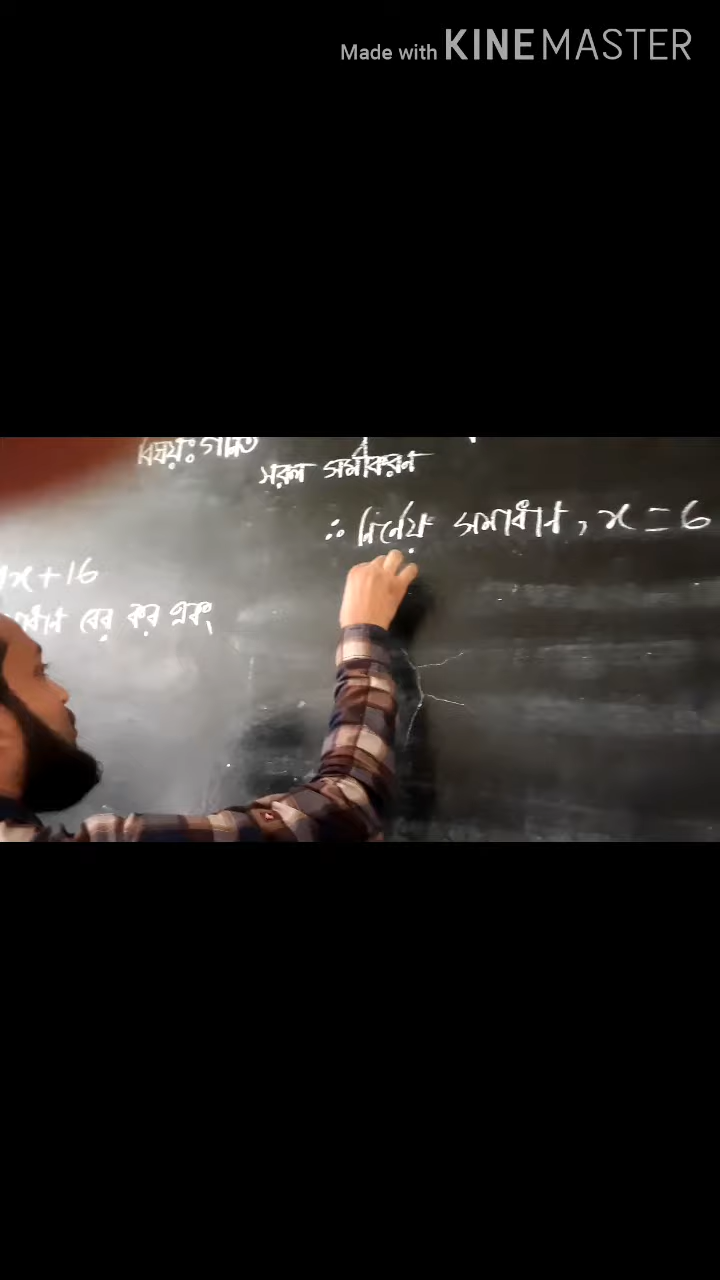 Made with KINEMASTER
বিষয়ঃ গণিত
সরল সমীকরণ
∴ নির্ণেয় সমাধান, x = 6
x + 16
বের কর এবং